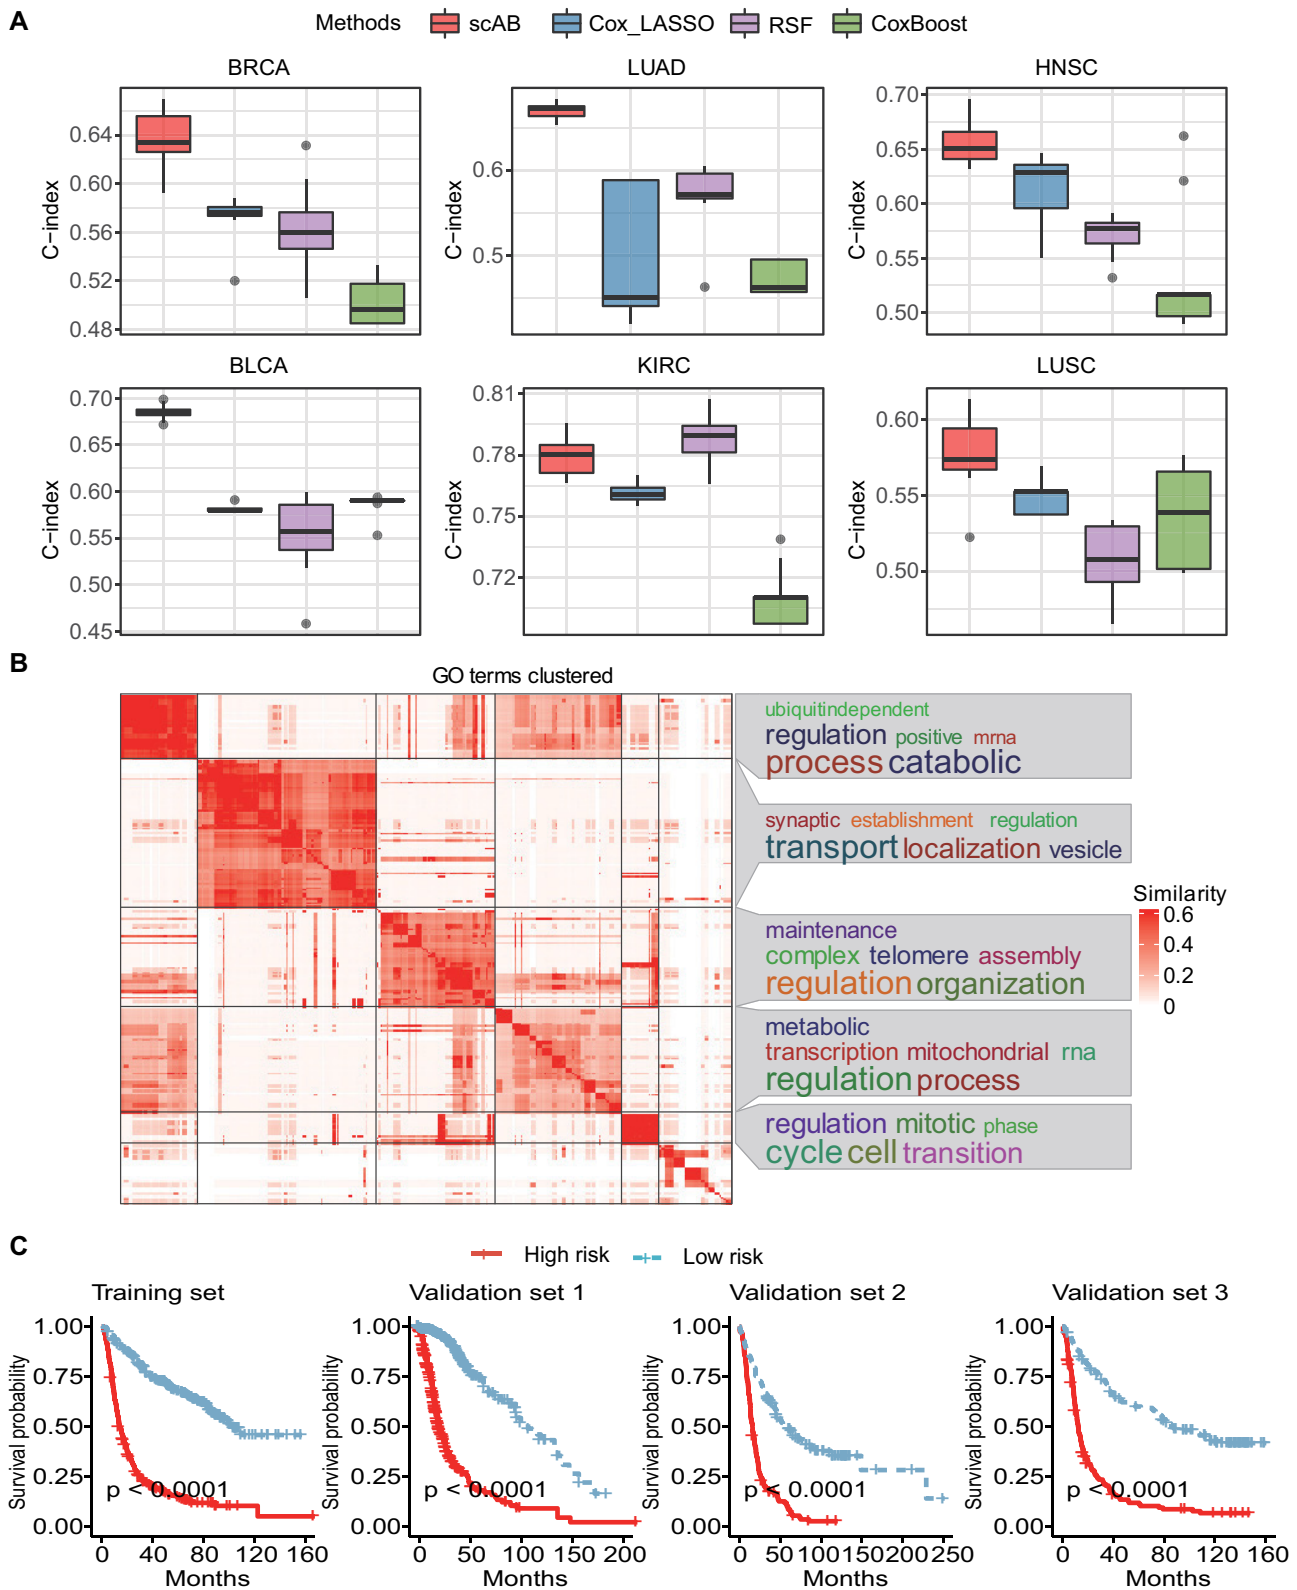 A
Methods scAB Cox_LASSO RSF CoxBoost
BRCA LUAD HNSC
C-index
0.64
0.60
0.56
0.52
0.48
C-index
0.6
0.5
C-index
0.70
0.65
0.60
0.55
0.50
BLCA KIRC LUSC
C-index
0.70
0.65
0.60
0.55
0.50
0.45
C-index
0.81
0.78
0.75
0.72
C-index
0.60
0.55
0.50
B
GO terms clustered
ubiquitindependent
regulation positive mrna
process catabolic
synaptic establishment regulation
transport localization vesicle
maintenance
complex telomere assembly
regulation organization
metabolic
transcription mitochondrial rna
regulation process
regulation mitotic phase
cycle cell transition
Similarity
0.6
0.4
0.2
0
C
High risk Low risk
Training set Validation set 1 Validation set 2 Validation set 3
Survival probability
1.00
0.75
0.50
0.25
0.00
p < 0.0001
0 40 80 120 160
Months
Survival probability
1.00
0.75
0.50
0.25
0.00
p < 0.0001
0 50 100 150 200
Months
Survival probability
1.00
0.75
0.50
0.25
0.00
p < 0.0001
0 50 100 150 200 250
Months
Survival probability
1.00
0.75
0.50
0.25
0.00
p < 0.0001
0 40 80 120 160
Months